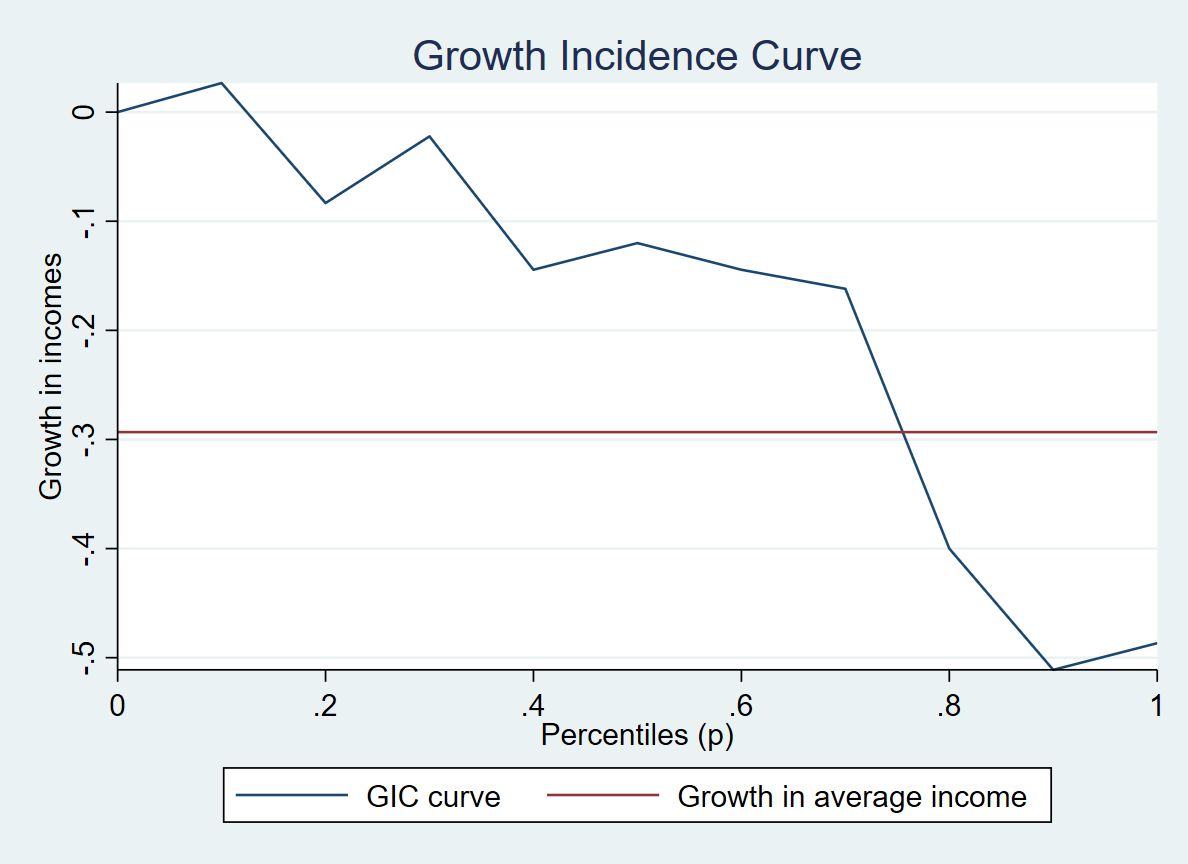 Growth Incidence Curve
Growth in incomes
0
-.1
-.2
-.3
-.4
-.5
0 .2 .4 .6 .8 1
Percentiles (p)
GIC curve Growth in average income